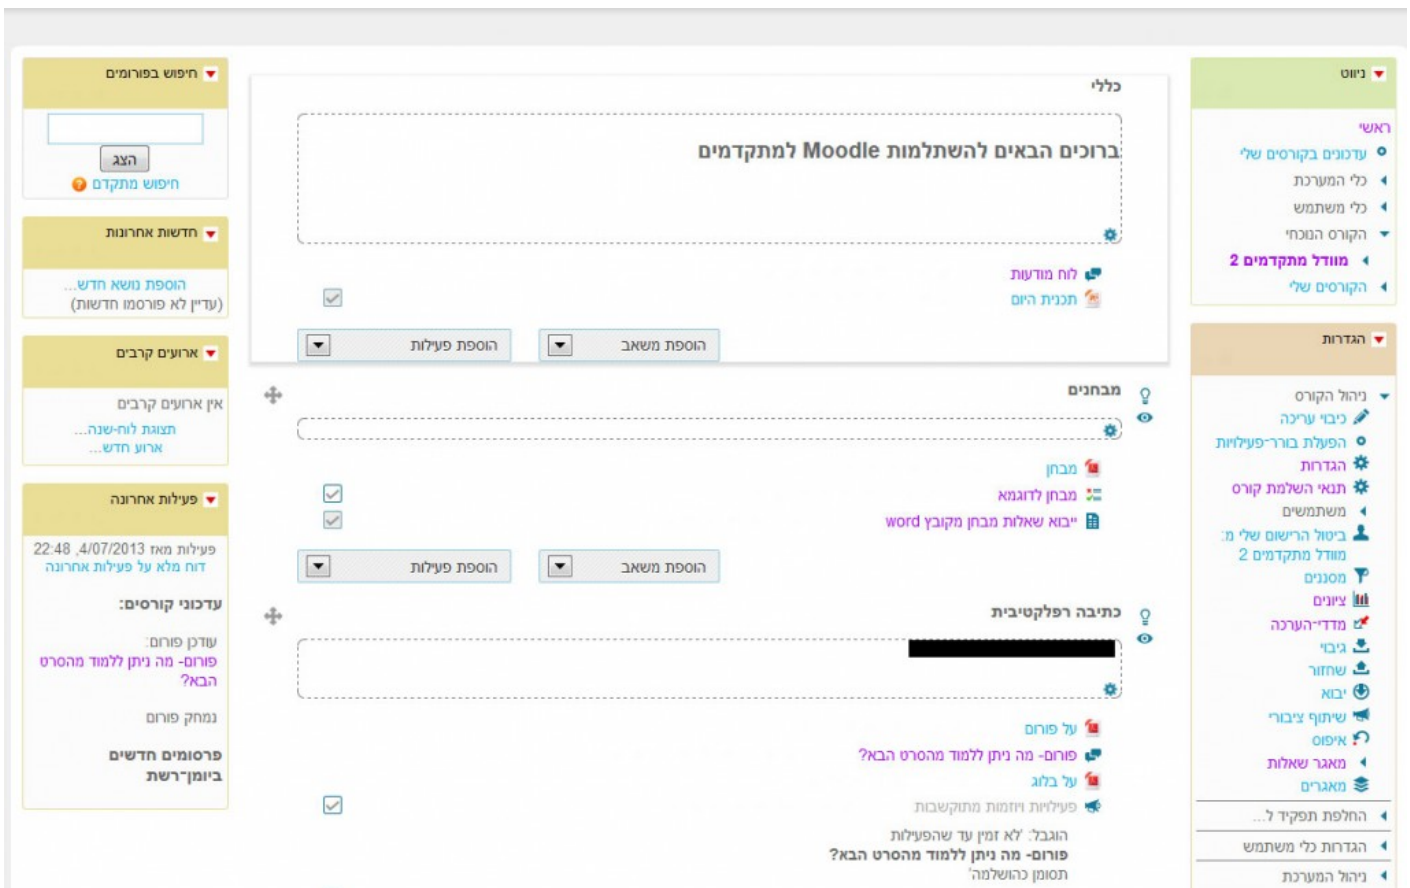 ניווט
ראשי
עדכונים בקורסים שלי
כלי המערכת
כלי משתמש
הקורס הנוכחי
מוודל מתקדמים 2
הקורסים שלי
הגדרות
ניהול הקורס
כיבוי עריכה
הפעלת בורר־פעילויות
הגדרות
תנאי השלמת קורס
משתמשים
ביטול הרישום שלי מ:
מוודל מתקדמים 2
מסננים
ציונים
מדדי־הערכה
גיבוי
שחזור
יבוא
שיתוף ציבורי
איפוס
מאגר שאלות
מאגרים
החלפת תפקיד ל...
הגדרות כלי משתמש
ניהול המערכת
כללי
ברוכים הבאים להשתלמות Moodle למתקדמים
לוח מודעות
תכנית היום
הוספת משאב
הוספת פעילות
מבחנים
מבחן
מבחן לדוגמא
ייבוא שאלות מבחן מקובץ word
הוספת משאב
הוספת פעילות
כתיבה רפלקטיבית
על פורום
פורום- מה ניתן ללמוד מהסרט הבא?
על בלוג
פעילויות ויוזמות מתוקשבות
הוגבל: 'לא זמין עד שהפעילות
פורום- מה ניתן ללמוד מהסרט הבא?
תסומן כהושלמה'
חיפוש בפורומים
הצג
חיפוש מתקדם
חדשות אחרונות
הוספת נושא חדש...
(עדיין לא פורסמו חדשות)
ארועים קרבים
אין ארועים קרבים
תצוגת לוח-שנה...
ארוע חדש...
פעילות אחרונה
פעילות מאז 4/07/2013, 22:48
דוח מלא על פעילות אחרונה
עדכוני קורסים:
עודכן פורום:
פורום- מה ניתן ללמוד מהסרט
הבא?
נמחק פורום
פרסומים חדשים
ביומן־רשת